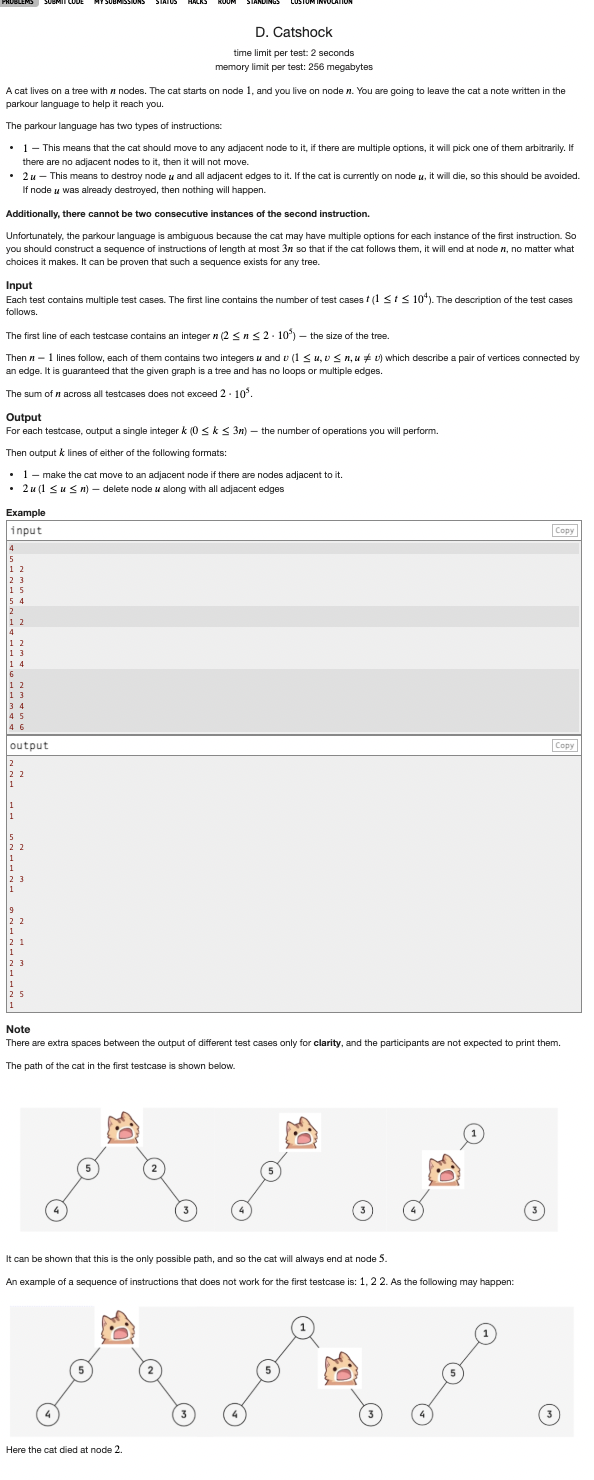 PROBLEMS SUBMIT CODE MY SUBMISSIONS STATUS HACKS ROOM STANDINGS CUSTOM INVOCATION
D. Catshock
time limit per test: 2 seconds
memory limit per test: 256 megabytes
A cat lives on a tree with n nodes. The cat starts on node 1, and you live on node n. You are going to leave the cat a note written in the
parkour language to help it reach you.
The parkour language has two types of instructions:
• 1 — This means that the cat should move to any adjacent node to it, if there are multiple options, it will pick one of them arbitrarily. If
there are no adjacent nodes to it, then it will not move.
• 2 u — This means to destroy node u and all adjacent edges to it. If the cat is currently on node u, it will die, so this should be avoided.
If node u was already destroyed, then nothing will happen.
Additionally, there cannot be two consecutive instances of the second instruction.
Unfortunately, the parkour language is ambiguous because the cat may have multiple options for each instance of the first instruction. So
you should construct a sequence of instructions of length at most 3n so that if the cat follows them, it will end at node n, no matter what
choices it makes. It can be proven that such a sequence exists for any tree.
Input
Each test contains multiple test cases. The first line contains the number of test cases t (1 ≤ t ≤ 10⁴). The description of the test cases
follows.
The first line of each testcase contains an integer n (2 ≤ n ≤ 2 · 10⁵) — the size of the tree.
Then n − 1 lines follow, each of them contains two integers u and v (1 ≤ u, v ≤ n, u ≠ v) which describe a pair of vertices connected by
an edge. It is guaranteed that the given graph is a tree and has no loops or multiple edges.
The sum of n across all testcases does not exceed 2 · 10⁵.
Output
For each testcase, output a single integer k (0 ≤ k ≤ 3n) — the number of operations you will perform.
Then output k lines of either of the following formats:
• 1 — make the cat move to an adjacent node if there are nodes adjacent to it.
• 2 u (1 ≤ u ≤ n) — delete node u along with all adjacent edges
Example
input Copy
4
5
1 2
2 3
1 5
5 4
2
1 2
4
1 2
1 3
1 4
6
1 2
1 3
3 4
4 5
4 6
output Copy
2
2 2
1
1
1
5
2 2
1
1
2 3
1
9
2 2
1
2 1
1
2 3
1
1
2 5
1
Note
There are extra spaces between the output of different test cases only for clarity, and the participants are not expected to print them.
The path of the cat in the first testcase is shown below.
1
5 2 5
4 3 4 3 4 3
It can be shown that this is the only possible path, and so the cat will always end at node 5.
An example of a sequence of instructions that does not work for the first testcase is: 1, 2 2. As the following may happen:
1 1
5 2 5 5
4 3 4 3 4 3
Here the cat died at node 2.